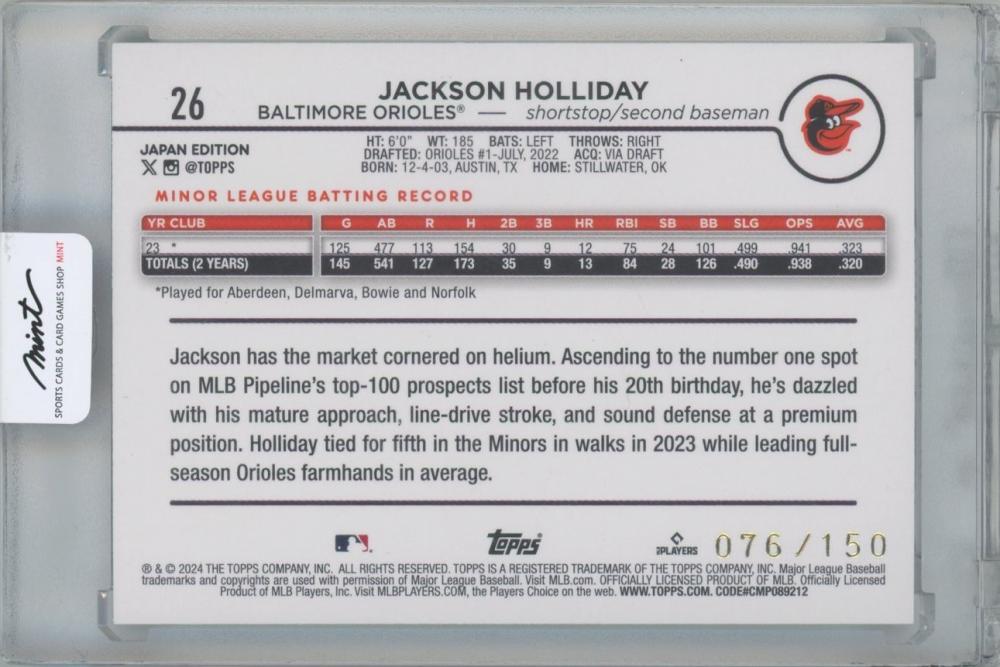 26
JACKSON HOLLIDAY
BALTIMORE ORIOLES® — shortstop/second baseman
JAPAN EDITION
X @TOPPS
HT: 6'0" WT: 185 BATS: LEFT THROWS: RIGHT
DRAFTED: ORIOLES #1-JULY, 2022 ACQ: VIA DRAFT
BORN: 12-4-03, AUSTIN, TX HOME: STILLWATER, OK
MINOR LEAGUE BATTING RECORD
YR CLUB G AB R H 2B 3B HR RBI SB BB SLG OPS AVG
23 * 125 477 113 154 30 9 12 75 24 101 .499 .941 .323
TOTALS (2 YEARS) 145 541 127 173 35 9 13 84 28 126 .490 .938 .320
*Played for Aberdeen, Delmarva, Bowie and Norfolk
Jackson has the market cornered on helium. Ascending to the number one spot
on MLB Pipeline's top-100 prospects list before his 20th birthday, he's dazzled
with his mature approach, line-drive stroke, and sound defense at a premium
position. Holliday tied for fifth in the Minors in walks in 2023 while leading full-
season Orioles farmhands in average.
Topps
PLAYERS
076/150
® & © 2024 THE TOPPS COMPANY, INC. ALL RIGHTS RESERVED. TOPPS IS A REGISTERED TRADEMARK OF THE TOPPS COMPANY, INC. Major League Baseball
trademarks and copyrights are used with permission of Major League Baseball. Visit MLB.com. OFFICIALLY LICENSED PRODUCT OF MLB. Officially Licensed
Product of MLB Players, Inc. Visit MLBPLAYERS.COM, the Players Choice on the web. WWW.TOPPS.COM. CODE#CMP089212
mint
SPORTS CARDS & CARD GAMES SHOP MINT